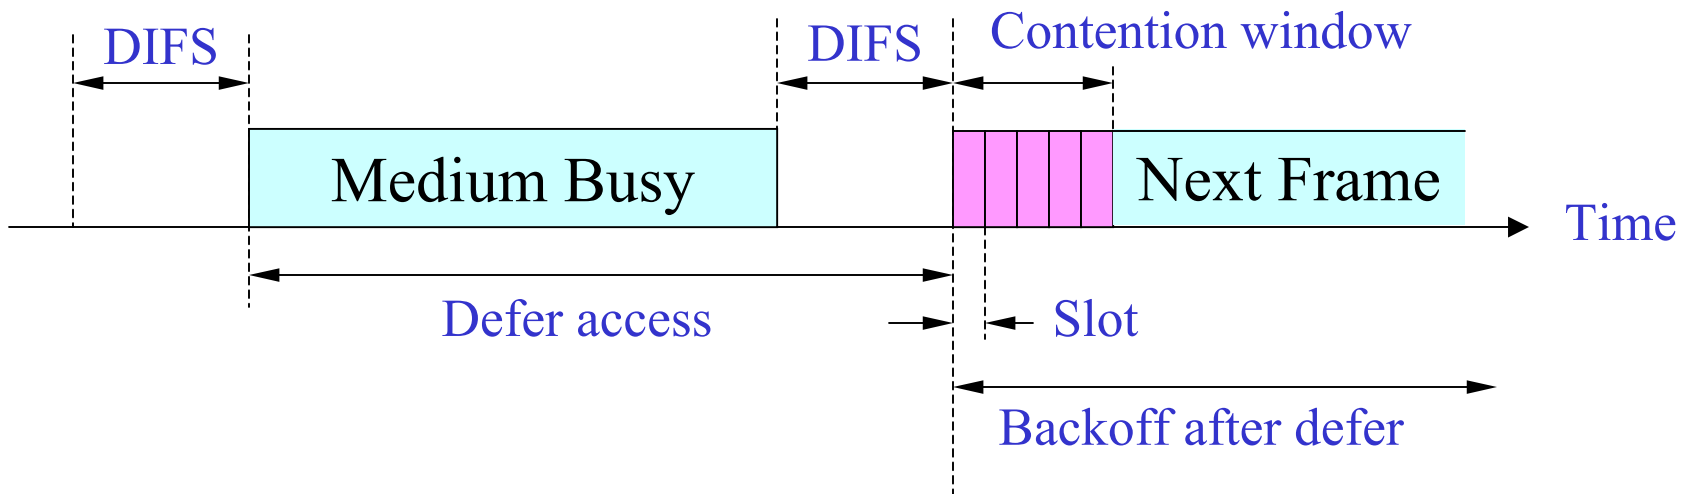 DIFS
DIFS
Contention window
Medium Busy
Next Frame
Time
Defer access
Slot
Backoff after defer